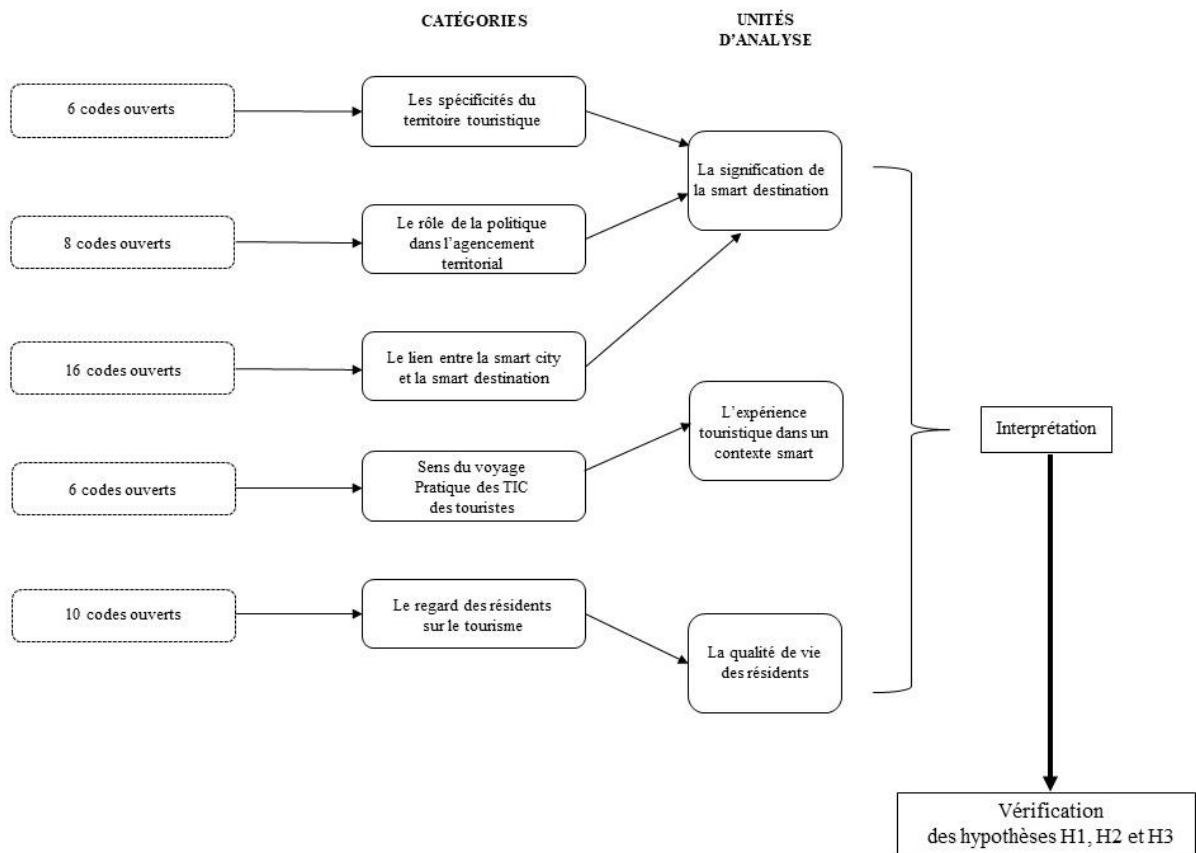 CATÉGORIES
UNITÉS
D'ANALYSE
6 codes ouverts
Les spécificités du
territoire touristique
La signification de
la smart destination
8 codes ouverts
Le rôle de la politique
dans l'agencement
territorial
16 codes ouverts
Le lien entre la smart city
et la smart destination
L'expérience
touristique dans un
contexte smart
Interprétation
6 codes ouverts
Sens du voyage
Pratique des TIC
des touristes
10 codes ouverts
Le regard des résidents
sur le tourisme
La qualité de vie
des résidents
Vérification
des hypothèses H1, H2 et H3